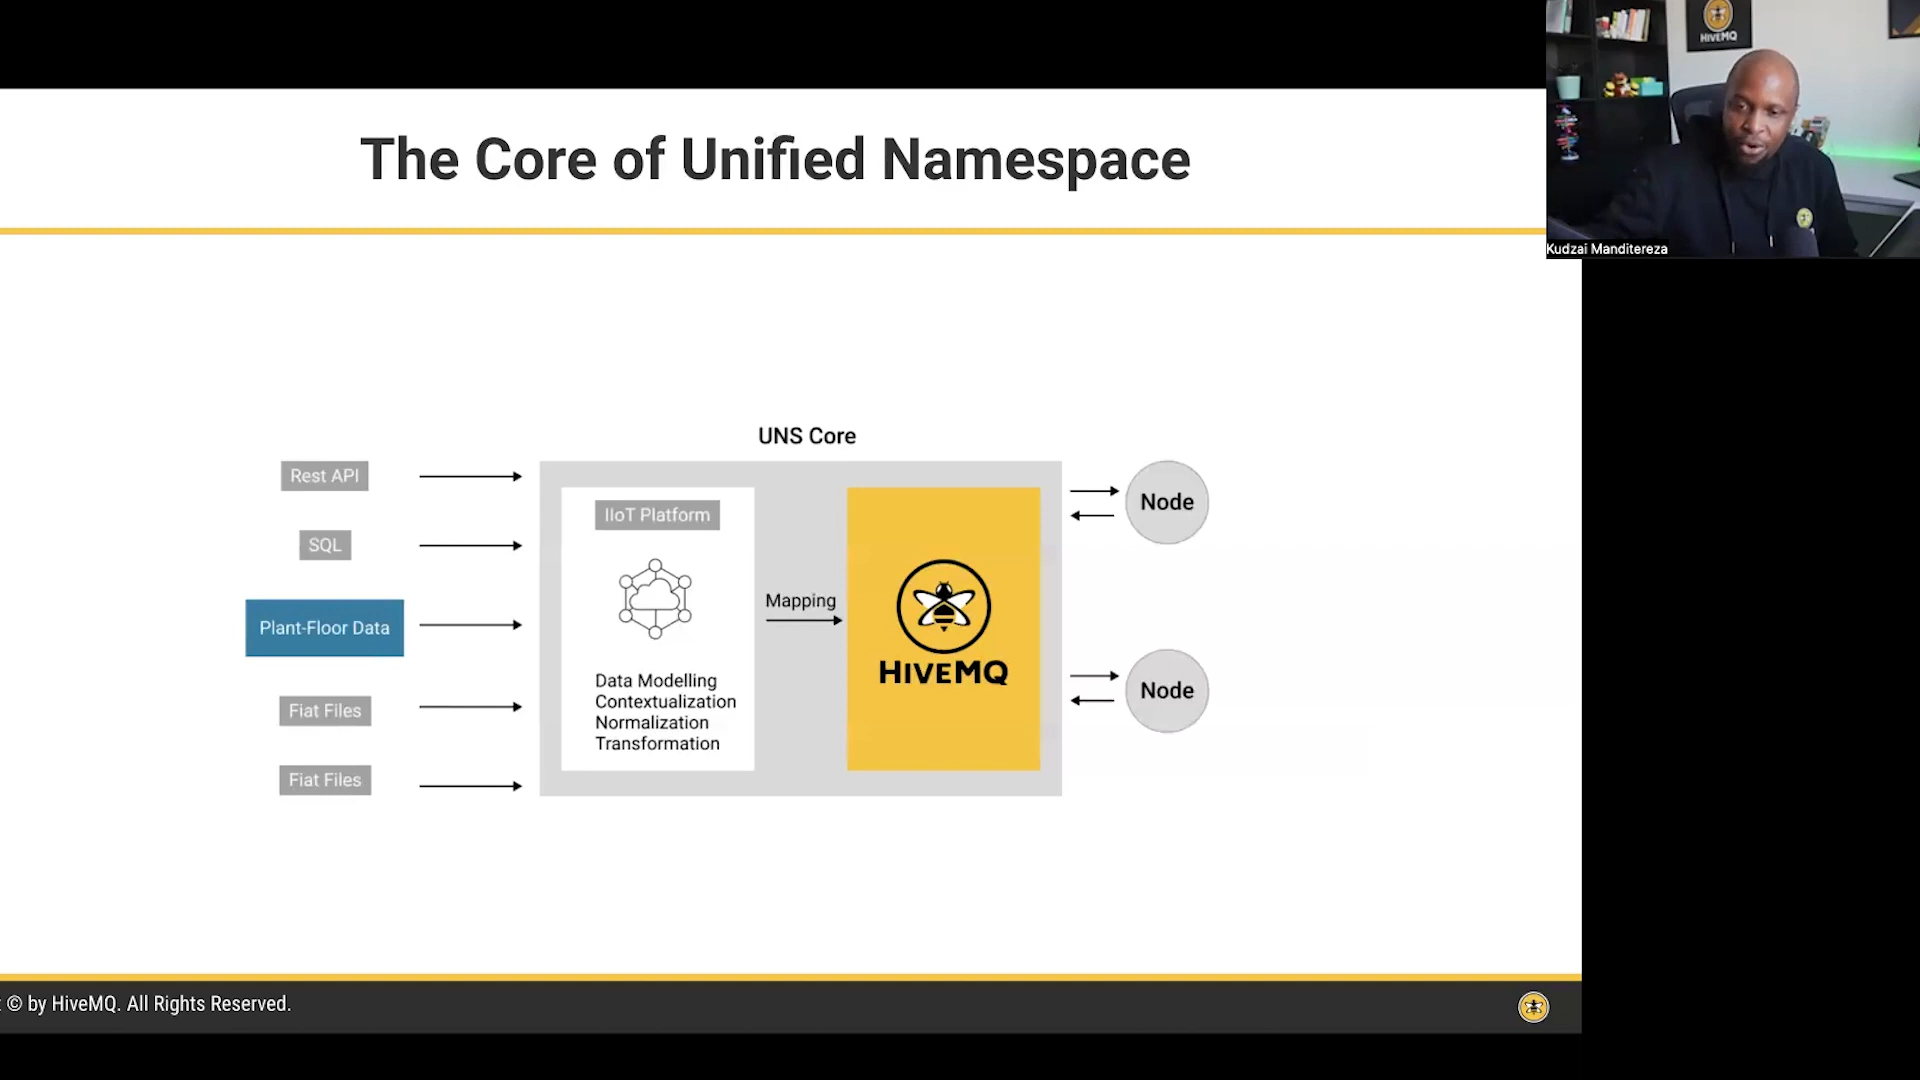 HIVEMQ
Kudzai Manditereza
The Core of Unified Namespace
UNS Core
Rest API
SQL
Plant-Floor Data
Fiat Files
Fiat Files
IIoT Platform
Data Modelling
Contextualization
Normalization
Transformation
Mapping
HIVEMQ
Node
Node
© by HiveMQ. All Rights Reserved.